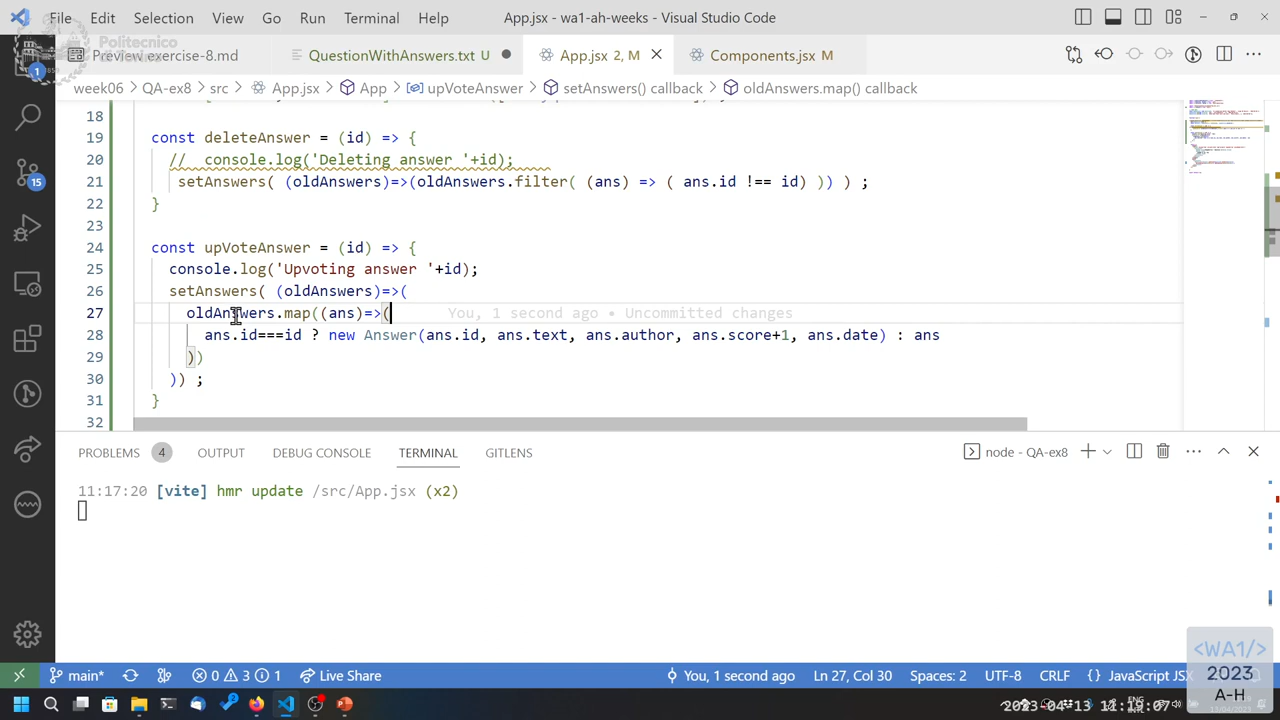 File Edit Selection View Go Run Terminal Help App.jsx - wa1-ah-weeks - Visual Studio Code
Politecnico
Preview exercise-8.md QuestionWithAnswers.txt U App.jsx 2, M Components.jsx M
week06 > QA-ex8 > src > App.jsx > App > upVoteAnswer > setAnswers() callback > oldAnswers.map() callback
18
19 const deleteAnswer = (id) => {
20 // console.log('Deleting answer '+id);
21 setAnswers( (oldAnswers)=>(oldAnswers.filter( (ans) => ( ans.id !== id) )) ) ;
22 }
23
24 const upVoteAnswer = (id) => {
25 console.log('Upvoting answer '+id);
26 setAnswers( (oldAnswers)=>(
27 oldAnswers.map((ans)=>( You, 1 second ago • Uncommitted changes
28 ans.id===id ? new Answer(ans.id, ans.text, ans.author, ans.score+1, ans.date) : ans
29 ))
30 )) ;
31 }
32
PROBLEMS 4 OUTPUT DEBUG CONSOLE TERMINAL GITLENS node - QA-ex8
11:17:20 [vite] hmr update /src/App.jsx (x2)
1
15
main* 0 3 1 Live Share You, 1 second ago Ln 27, Col 30 Spaces: 2 UTF-8 CRLF { } JavaScript JSX
<WA1/>
2023
A-H